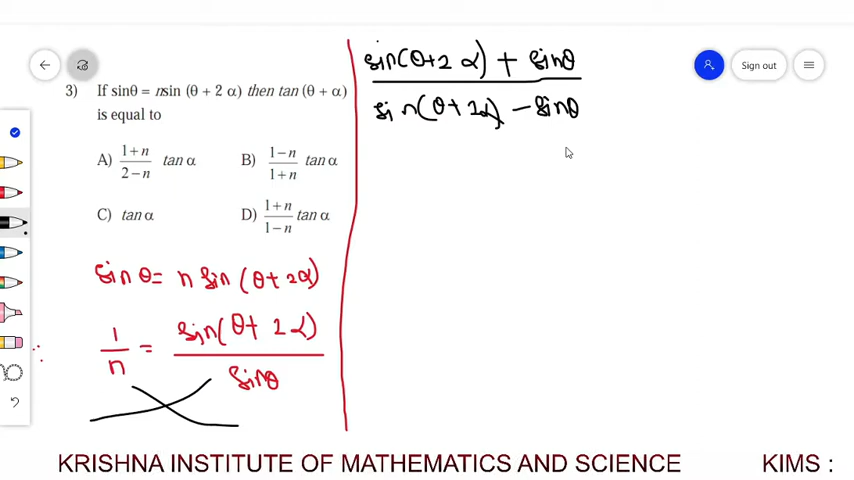 Sign out
3) If sinθ = nsin (θ + 2 α) then tan (θ + α)
is equal to
A) (1+n)/(2−n) tan α B) (1−n)/(1+n) tan α
C) tan α D) (1+n)/(1−n) tan α
sin θ = n sin (θ + 2α)
∴ 1/n = sin(θ + 2α)/sinθ
sin(θ+2α) + sinθ
sin(θ+2α) − sinθ
KRISHNA INSTITUTE OF MATHEMATICS AND SCIENCE KIMS :